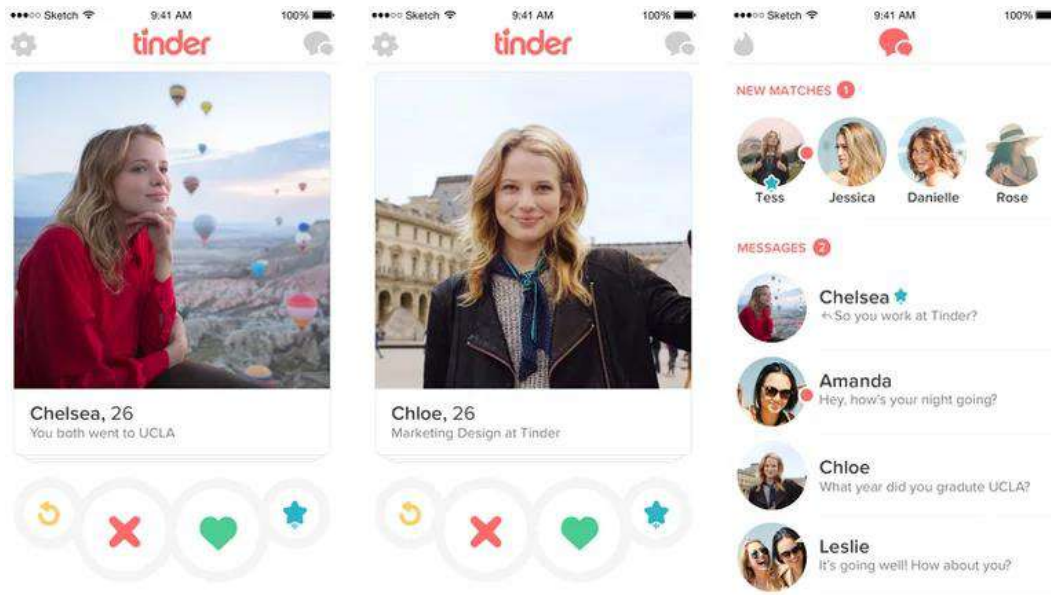 Sketch 9:41 AM 100%
tinder
Chelsea, 26
You both went to UCLA
Sketch 9:41 AM 100%
tinder
Chloe, 26
Marketing Design at Tinder
Sketch 9:41 AM 100%
NEW MATCHES 1
Tess Jessica Danielle Rose
MESSAGES 2
Chelsea
So you work at Tinder?
Amanda
Hey, how's your night going?
Chloe
What year did you gradute UCLA?
Leslie
It's going well! How about you?